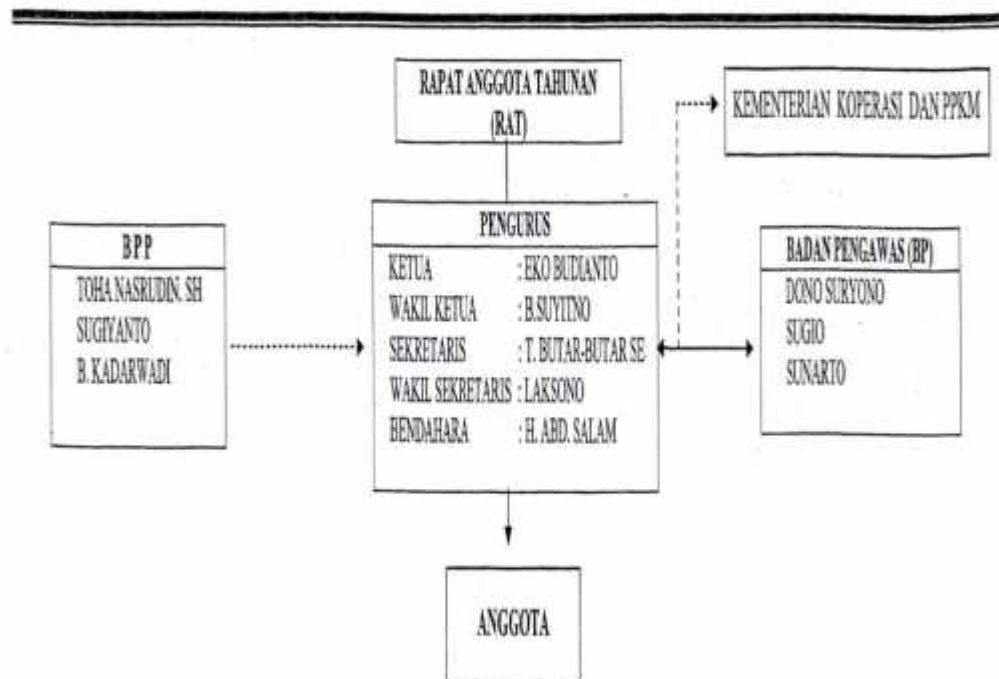 RAPAT ANGGOTA TAHUNAN
(RAT)
KEMENTERIAN KOPERASI DAN PPKM
BPP
TOHA NASRUDIN. SH
SUGIYANTO
B. KADARWADI
PENGURUS
KETUA : EKO BUDIANTO
WAKIL KETUA : B.SUYITNO
SEKRETARIS : T. BUTAR-BUTAR SE
WAKIL SEKRETARIS : LAKSONO
BENDAHARA : H. ABD. SALAM
BADAN PENGAWAS (BP)
DONO SURYONO
SUGIO
SUNARTO
ANGGOTA